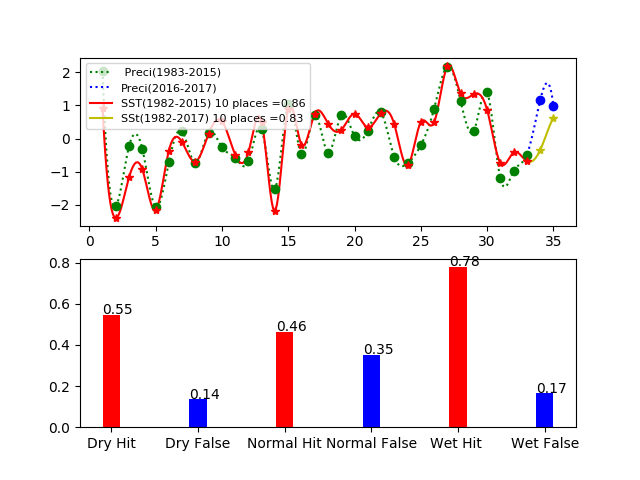 2
1
0
−1
−2
Preci(1983-2015)
Preci(2016-2017)
SST(1982-2015) 10 places =0.86
SSt(1982-2017) 10 places =0.83
0 5 10 15 20 25 30 35
0.8
0.6
0.4
0.2
0.0
0.55
0.14
0.46
0.35
0.78
0.17
Dry Hit Dry False Normal Hit Normal False Wet Hit Wet False